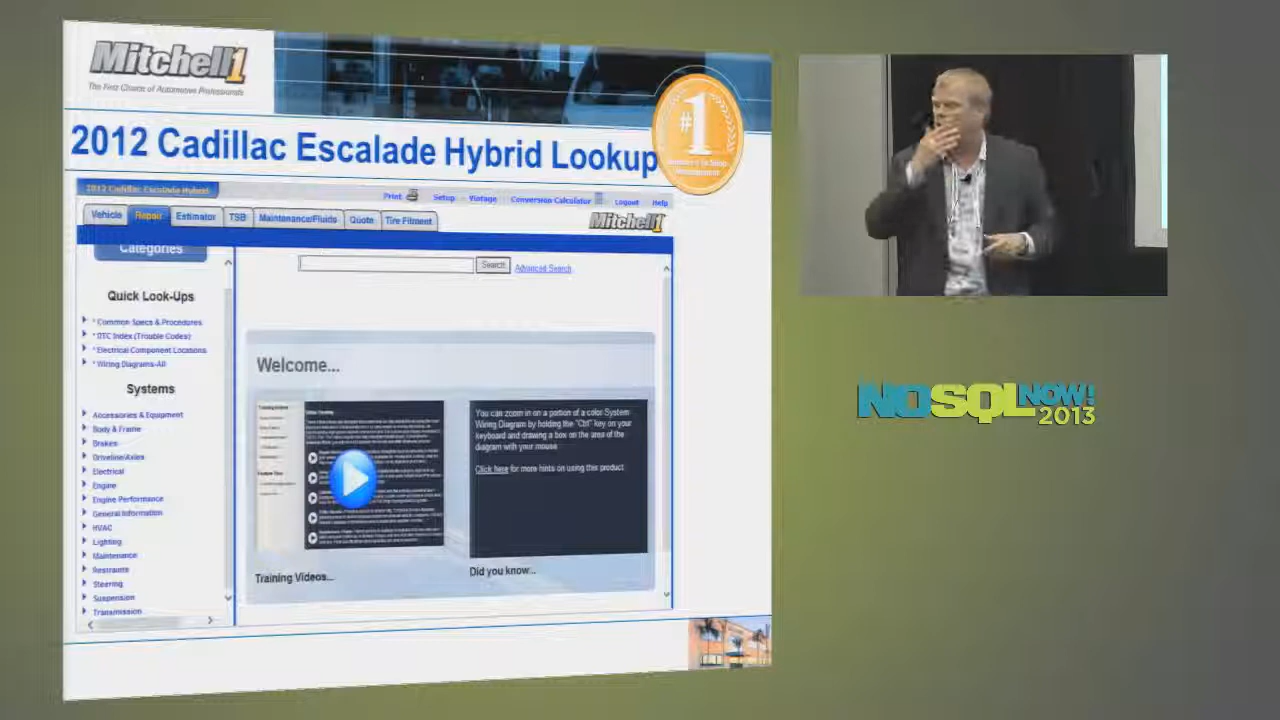 Mitchell1
The First Choice of Automotive Professionals
#1
2012 Cadillac Escalade Hybrid Lookup
2012 Cadillac Escalade Hybrid
Print Setup Vintage Conversion Calculator Logout Help
Vehicle Repair Estimator TSB Maintenance/Fluids Quote Tire Fitment
Mitchell1
Categories
Search Advanced Search
Quick Look-Ups
* Common Specs & Procedures
* DTC Index (Trouble Codes)
* Electrical Component Locations
* Wiring Diagrams-All
Systems
Accessories & Equipment
Body & Frame
Brakes
Driveline/Axles
Electrical
Engine
Engine Performance
General Information
HVAC
Lighting
Maintenance
Restraints
Steering
Suspension
Transmission
Welcome...
You can zoom in on a portion of a color System
Wiring Diagram by holding the "Ctrl" key on your
keyboard and drawing a box on the area of the
diagram with your mouse
Click here for more hints on using this product
Training Videos...
Did you know...
NOSQL NOW!
2013